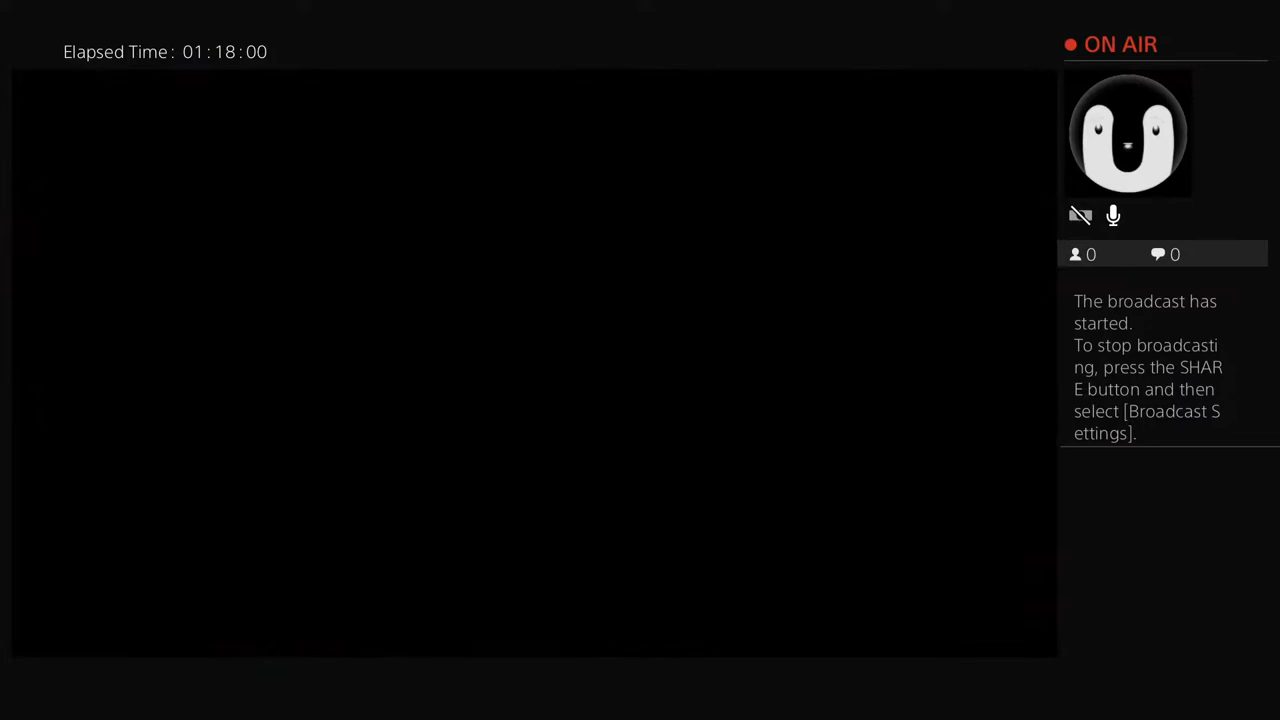 Elapsed Time: 01:18:00
ON AIR
0 0
The broadcast has
started.
To stop broadcasti
ng, press the SHAR
E button and then
select [Broadcast S
ettings].